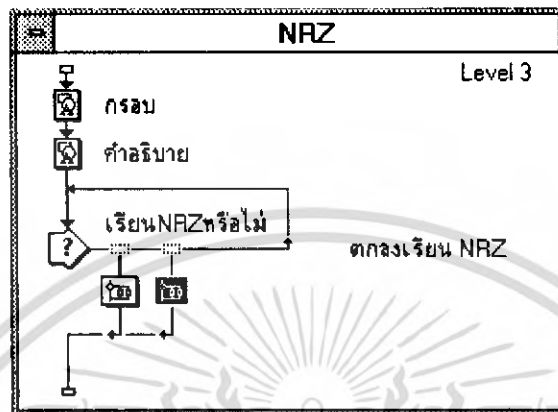 NRZ
Level 3
กรอบ
คำอธิบาย
เรียนNRZหรือไม่
?
ตกลงเรียน NRZ